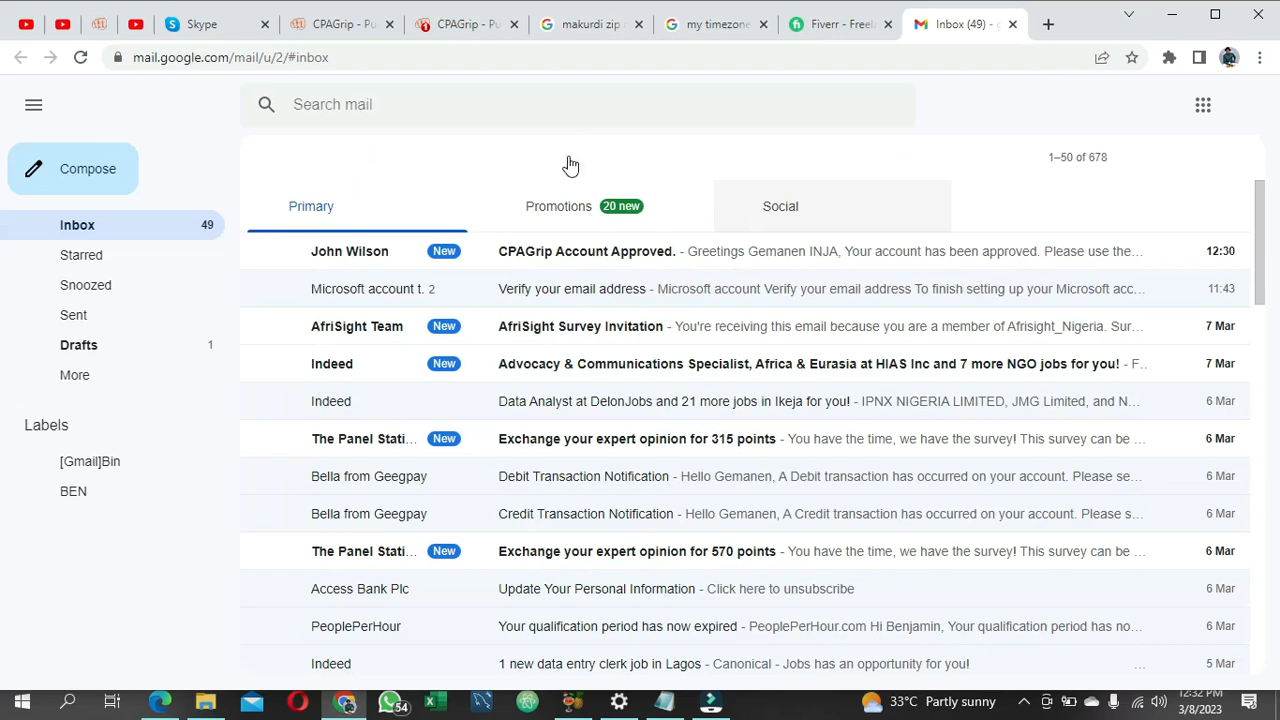 Skype
CPAGrip - Pu
CPAGrip - Pu
makurdi zip
my timezone
Fiverr - Freel
Inbox (49) - g
mail.google.com/mail/u/2/#inbox
Search mail
Compose
1–50 of 678
Primary
Promotions 20 new
Social
Inbox 49
Starred
Snoozed
Sent
Drafts 1
More
Labels
[Gmail]Bin
BEN
John Wilson New CPAGrip Account Approved. - Greetings Gemanen INJA, Your account has been approved. Please use the… 12:30
Microsoft account t. 2 Verify your email address - Microsoft account Verify your email address To finish setting up your Microsoft acc… 11:43
AfriSight Team New AfriSight Survey Invitation - You're receiving this email because you are a member of Afrisight_Nigeria. Sur… 7 Mar
Indeed New Advocacy & Communications Specialist, Africa & Eurasia at HIAS Inc and 7 more NGO jobs for you! - F… 7 Mar
Indeed Data Analyst at DelonJobs and 21 more jobs in Ikeja for you! - IPNX NIGERIA LIMITED, JMG Limited, and N… 6 Mar
The Panel Stati… New Exchange your expert opinion for 315 points - You have the time, we have the survey! This survey can be … 6 Mar
Bella from Geegpay Debit Transaction Notification - Hello Gemanen, A Debit transaction has occurred on your account. Please se… 6 Mar
Bella from Geegpay Credit Transaction Notification - Hello Gemanen, A Credit transaction has occurred on your account. Please s… 6 Mar
The Panel Stati… New Exchange your expert opinion for 570 points - You have the time, we have the survey! This survey can be … 6 Mar
Access Bank Plc Update Your Personal Information - Click here to unsubscribe 6 Mar
PeoplePerHour Your qualification period has now expired - PeoplePerHour.com Hi Benjamin, Your qualification period has no… 6 Mar
Indeed 1 new data entry clerk job in Lagos - Canonical - Jobs has an opportunity for you! … 5 Mar
54
33°C Partly sunny
12:32 PM
3/8/2023